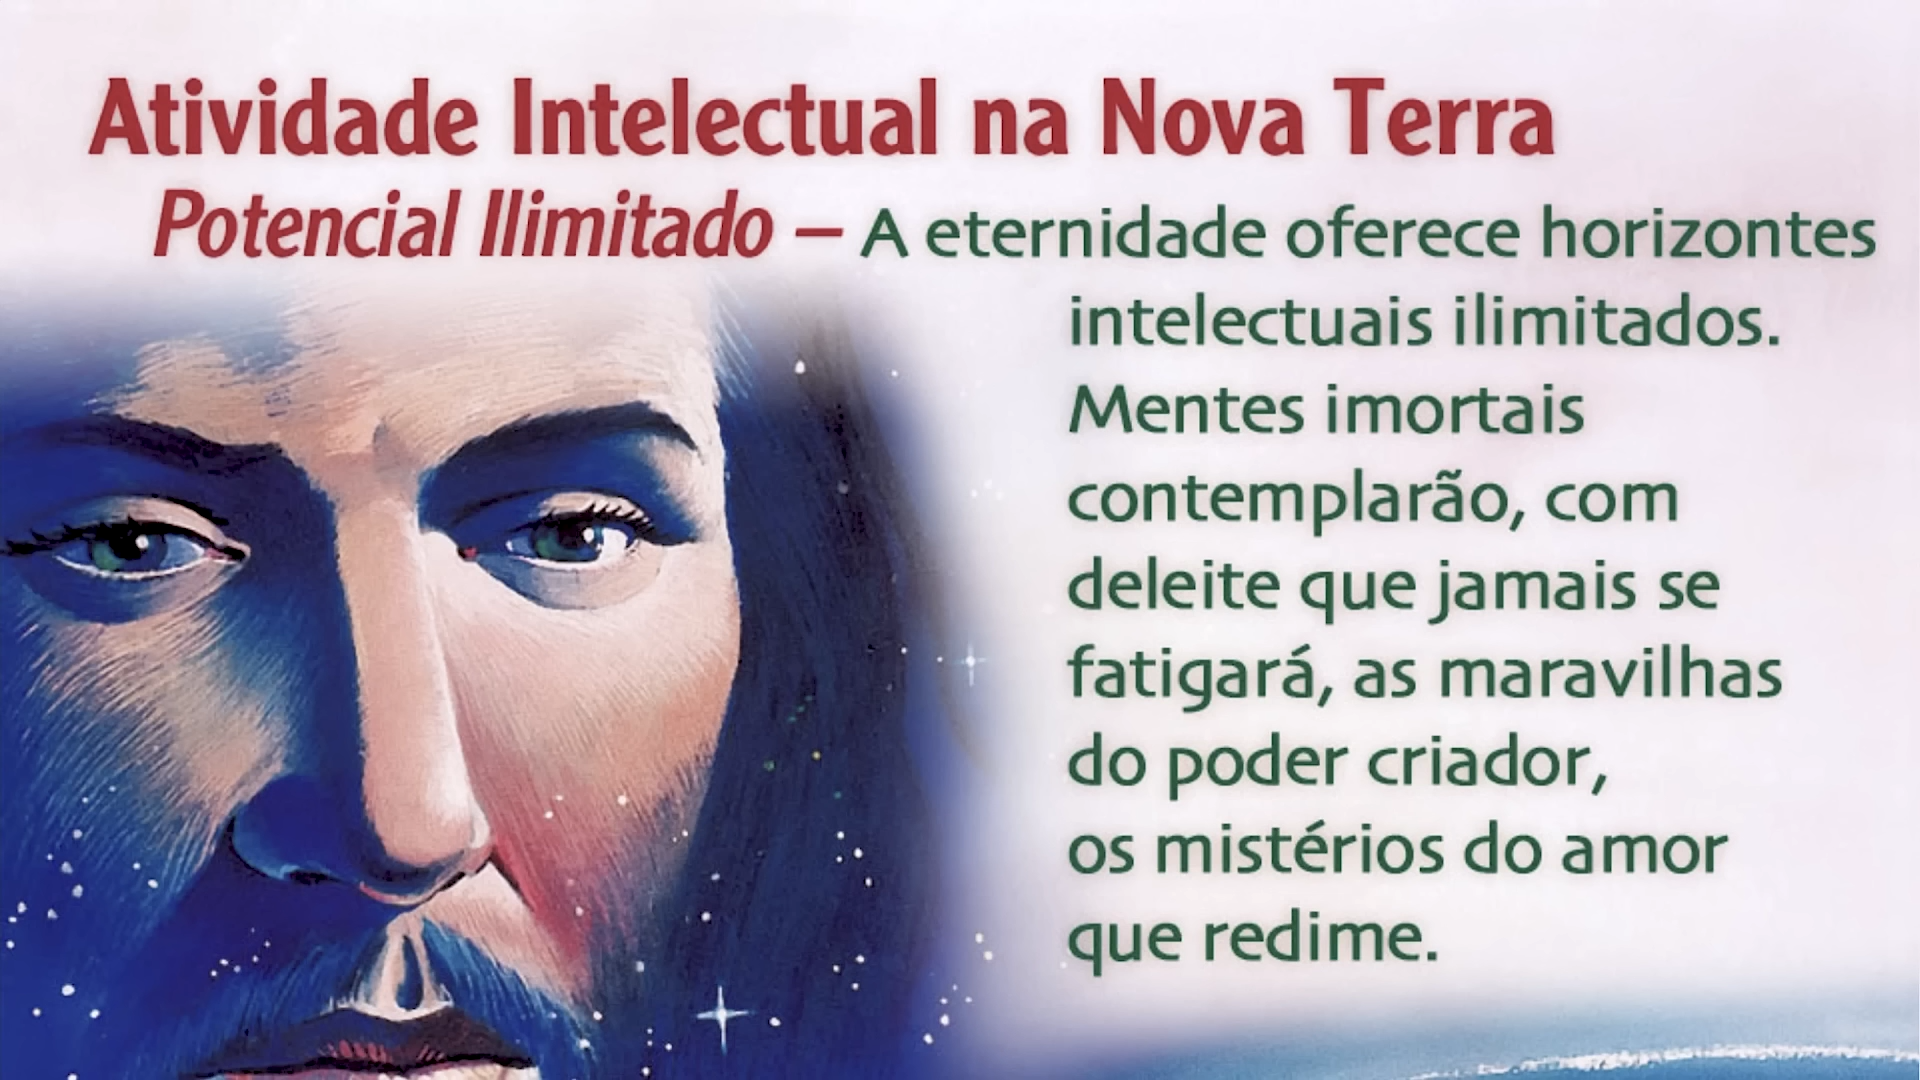 Atividade Intelectual na Nova Terra
Potencial Ilimitado – A eternidade oferece horizontes
intelectuais ilimitados.
Mentes imortais
contemplarão, com
deleite que jamais se
fatigará, as maravilhas
do poder criador,
os mistérios do amor
que redime.